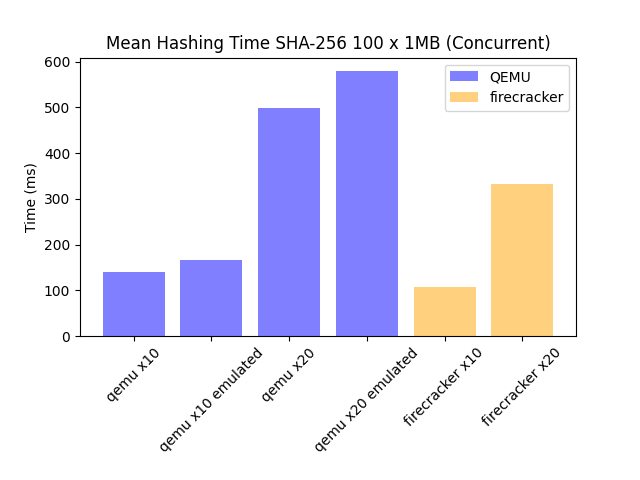 Mean Hashing Time SHA-256 100 x 1MB (Concurrent)
QEMU
firecracker
Time (ms)
600
500
400
300
200
100
0
qemu x10
qemu x10 emulated
qemu x20
qemu x20 emulated
firecracker x10
firecracker x20